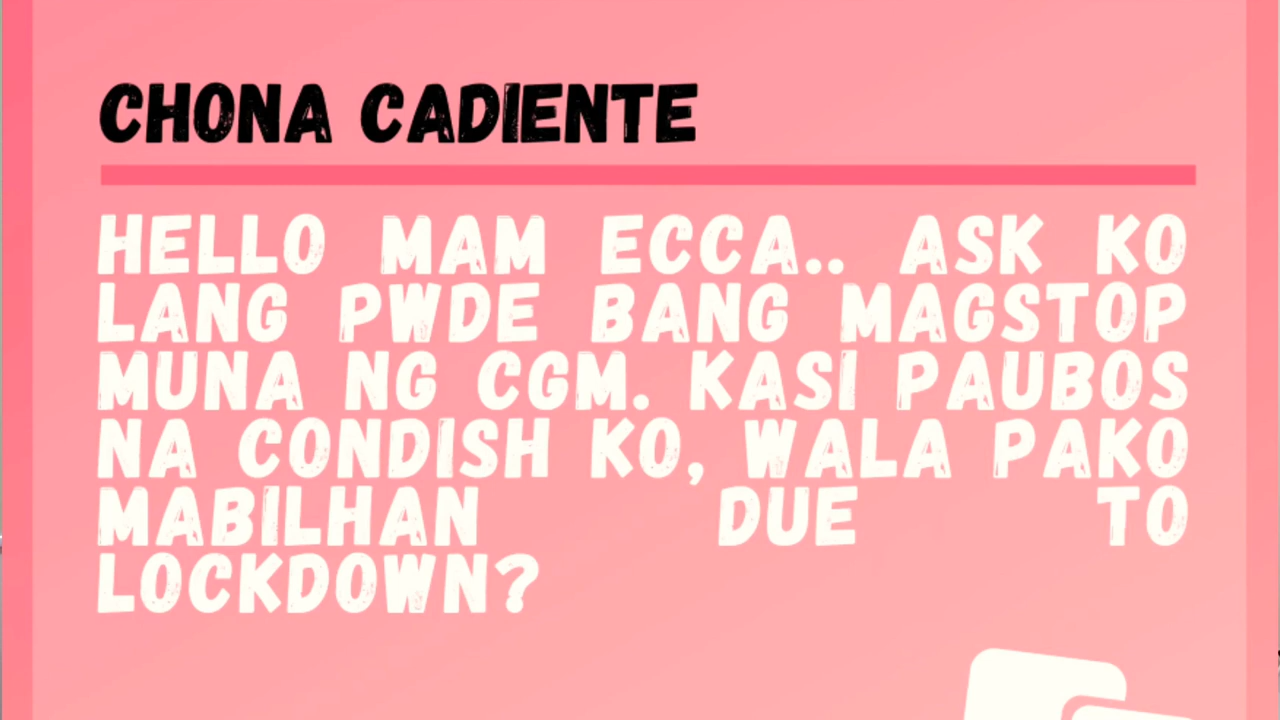 CHONA CADIENTE
HELLO MAM ECCA.. ASK KO
LANG PWDE BANG MAGSTOP
MUNA NG CGM. KASI PAUBOS
NA CONDISH KO, WALA PAKO
MABILHAN DUE TO
LOCKDOWN?